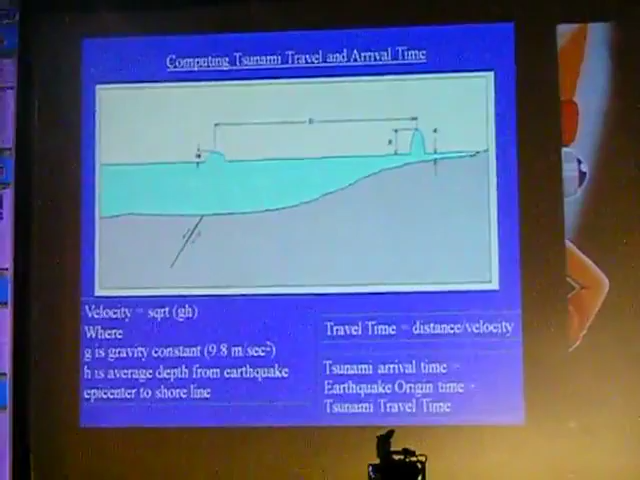 Computing Tsunami Travel and Arrival Time
D
Velocity = sqrt (gh)
Where
g is gravity constant (9.8 m/sec²)
h is average depth from earthquake
epicenter to shore line
Travel Time = distance/velocity
Tsunami arrival time =
Earthquake Origin time +
Tsunami Travel Time